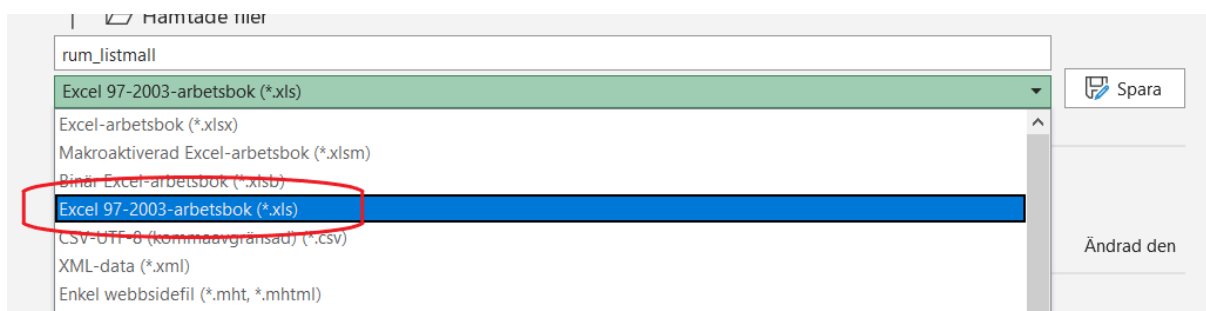 Hämtade filer
rum_listmall
Excel 97-2003-arbetsbok (*.xls)
Spara
Excel-arbetsbok (*.xlsx)
Makroaktiverad Excel-arbetsbok (*.xlsm)
Binär Excel-arbetsbok (*.xlsb)
Excel 97-2003-arbetsbok (*.xls)
CSV-UTF-8 (kommaavgränsad) (*.csv)
Ändrad den
XML-data (*.xml)
Enkel webbsidefil (*.mht, *.mhtml)